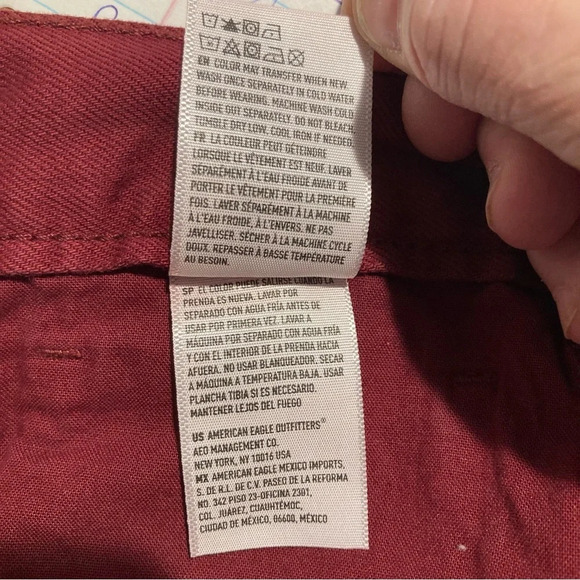 EN COLOR MAY TRANSFER WHEN NEW
WASH ONCE SEPARATELY IN COLD WATER
BEFORE WEARING. MACHINE WASH COLD
INSIDE OUT SEPARATELY. DO NOT BLEACH.
TUMBLE DRY LOW. COOL IRON IF NEEDED.
FR LA COULEUR PEUT DÉTEINDRE
LORSQUE LE VÊTEMENT EST NEUF. LAVER
SÉPARÉMENT À L'EAU FROIDE AVANT DE
PORTER LE VÊTEMENT POUR LA PREMIÈRE
FOIS. LAVER SÉPARÉMENT À LA MACHINE
À L'EAU FROIDE, À L'ENVERS. NE PAS
JAVELLISER. SÉCHER À LA MACHINE CYCLE
DOUX. REPASSER À BASSE TEMPÉRATURE
AU BESOIN.
SP EL COLOR PUEDE SALIRSE CUANDO LA
PRENDA ES NUEVA. LAVAR POR
SEPARADO CON AGUA FRÍA ANTES DE
USAR POR PRIMERA VEZ. LAVAR A
MÁQUINA POR SEPARADO CON AGUA FRÍA
Y CON EL INTERIOR DE LA PRENDA HACIA
AFUERA. NO USAR BLANQUEADOR. SECAR
A MÁQUINA A TEMPERATURA BAJA. USAR
PLANCHA TIBIA SI ES NECESARIO.
MANTENER LEJOS DEL FUEGO
US AMERICAN EAGLE OUTFITTERS®
AEO MANAGEMENT CO.
NEW YORK, NY 10016 USA
MX AMERICAN EAGLE MEXICO IMPORTS,
S. DE R.L. DE C.V. PASEO DE LA REFORMA
NO. 342 PISO 23-OFICINA 2301,
COL. JUÁREZ, CUAUHTÉMOC,
CIUDAD DE MÉXICO, 06600, MÉXICO